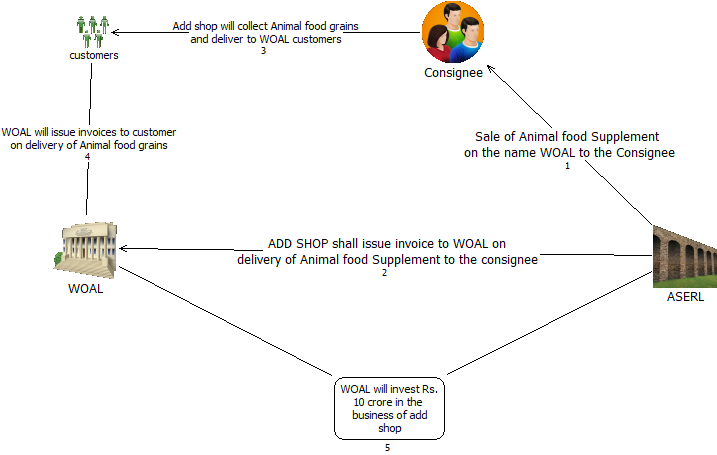 Add shop will collect Animal food grains
and deliver to WOAL customers
3
customers
Consignee
WOAL will issue invoices to customer
on delivery of Animal food grains
4
Sale of Animal food Supplement
on the name WOAL to the Consignee
1
ADD SHOP shall issue invoice to WOAL on
delivery of Animal food Supplement to the consignee
2
WOAL
ASERL
WOAL will invest Rs.
10 crore in the
business of add
shop
5